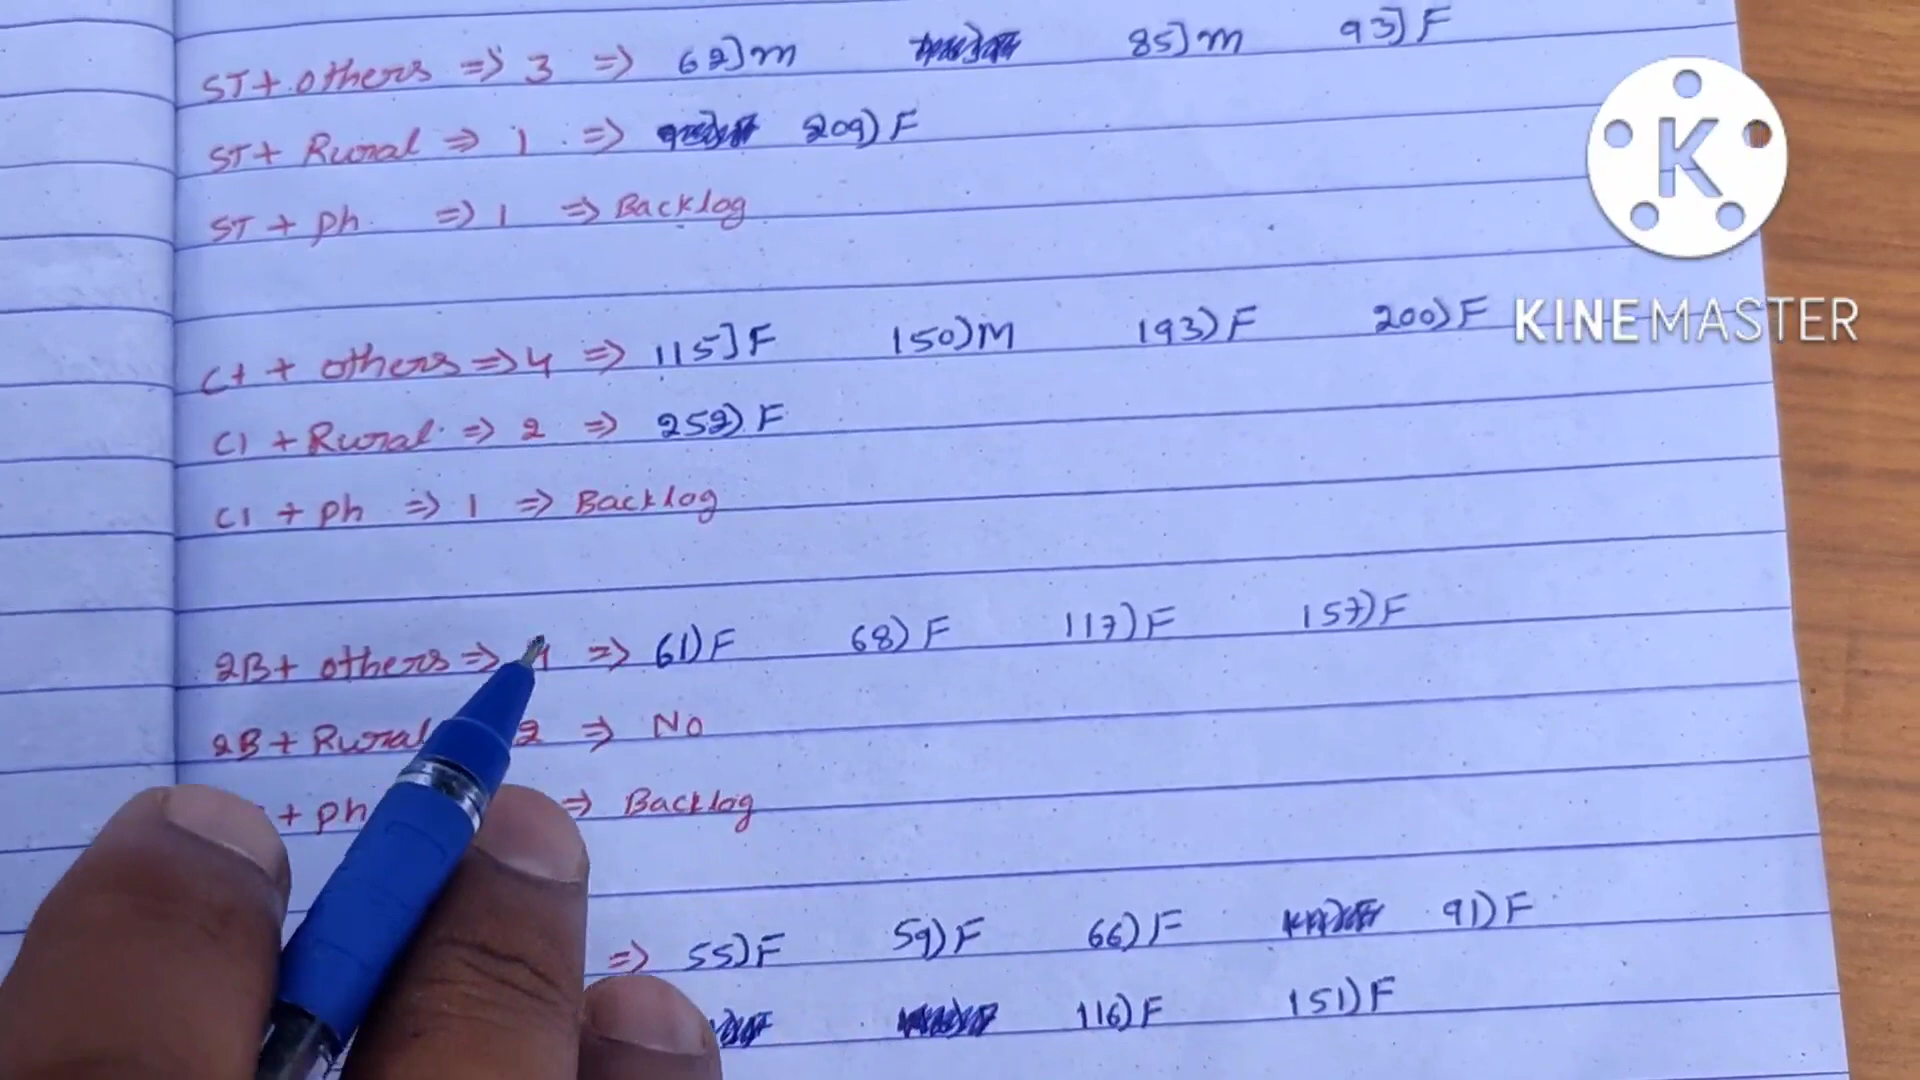 ST + others => 3 => 62]m 85]m 93]F
ST + Rural => 1 => 209)F
ST + ph => 1 => Backlog
C1 + others => 4 => 115]F 150)M 193)F 200)F
C1 + Rural => 2 => 252)F
C1 + ph => 1 => Backlog
2B + others => 4 => 61)F 68)F 117)F 157)F
2B + Rural 2 => No
+ ph => Backlog
=> 55)F 59)F 66)F 91)F
116)F 151)F
K
KINEMASTER